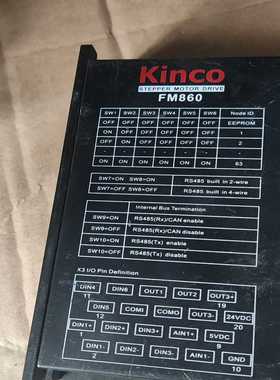 Kinco
STEPPER MOTOR DRIVE
FM860
SW1 SW2 SW3 SW4 SW5 SW6 Node ID
OFF OFF OFF OFF OFF OFF EEPROM
ON OFF OFF OFF OFF OFF 1
OFF ON OFF OFF OFF OFF 2
- - - - - - -
ON ON ON ON ON ON 63
SW7=ON SW8=ON RS485 built in 2-wire
SW7=OFF SW8=OFF RS485 built in 4-wire
Internal Bus Termination
SW9=ON RS485(Rx)/CAN enable
SW9=OFF RS485(Rx)/CAN disable
SW10=ON RS485(Tx) enable
SW10=OFF RS485(Tx) disable
X3 I/O Pin Definition
DIN4 DIN6 OUT1 OUT2 OUT3+
11 19
DIN5 COMI COMO OUT3- 24VDC
12 20
DIN1+ DIN2+ DIN3+ AIN1+ 5VDC
1 9
DIN1- DIN2- DIN3- AIN1- GND
2 10